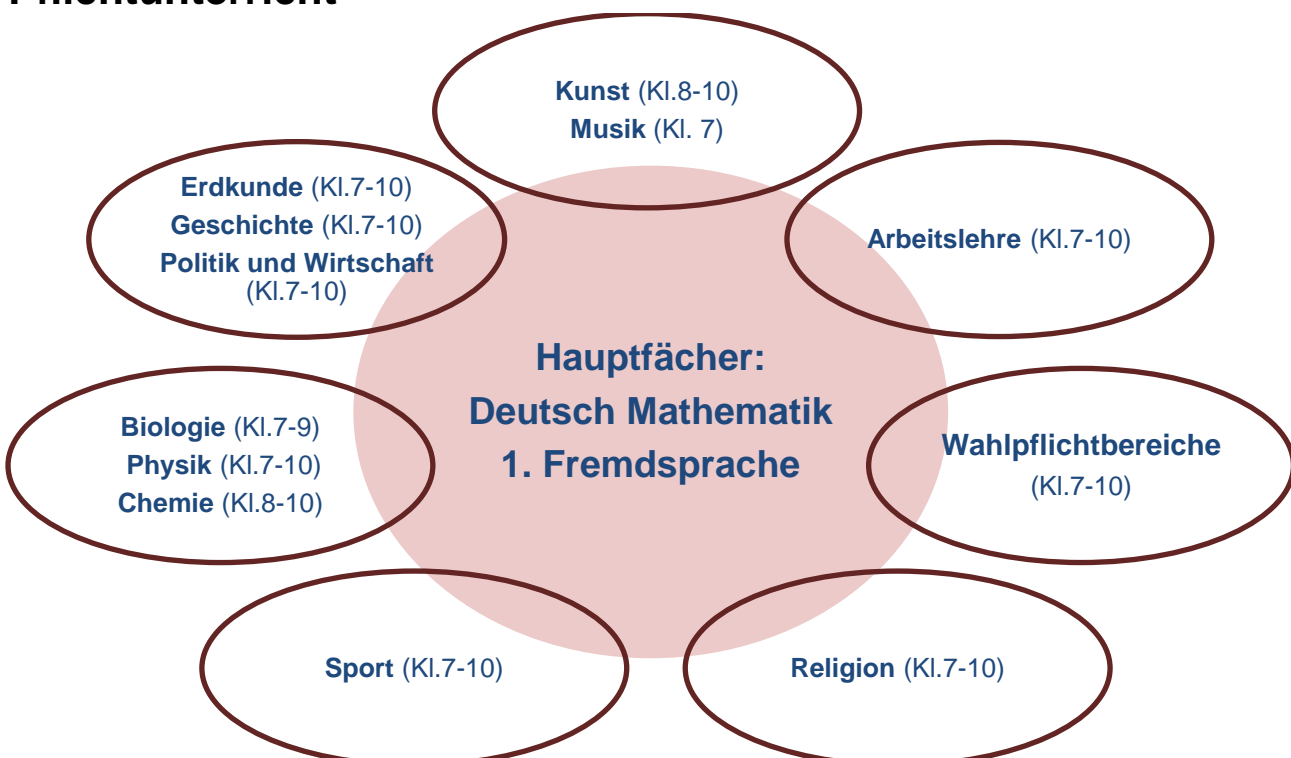 Pflichtunterricht
Kunst (Kl.8-10)
Musik (Kl. 7)
Erdkunde (Kl.7-10)
Geschichte (Kl.7-10)
Politik und Wirtschaft
(Kl.7-10)
Arbeitslehre (Kl.7-10)
Hauptfächer:
Deutsch Mathematik
1. Fremdsprache
Biologie (Kl.7-9)
Physik (Kl.7-10)
Chemie (Kl.8-10)
Wahlpflichtbereiche
(Kl.7-10)
Sport (Kl.7-10)
Religion (Kl.7-10)